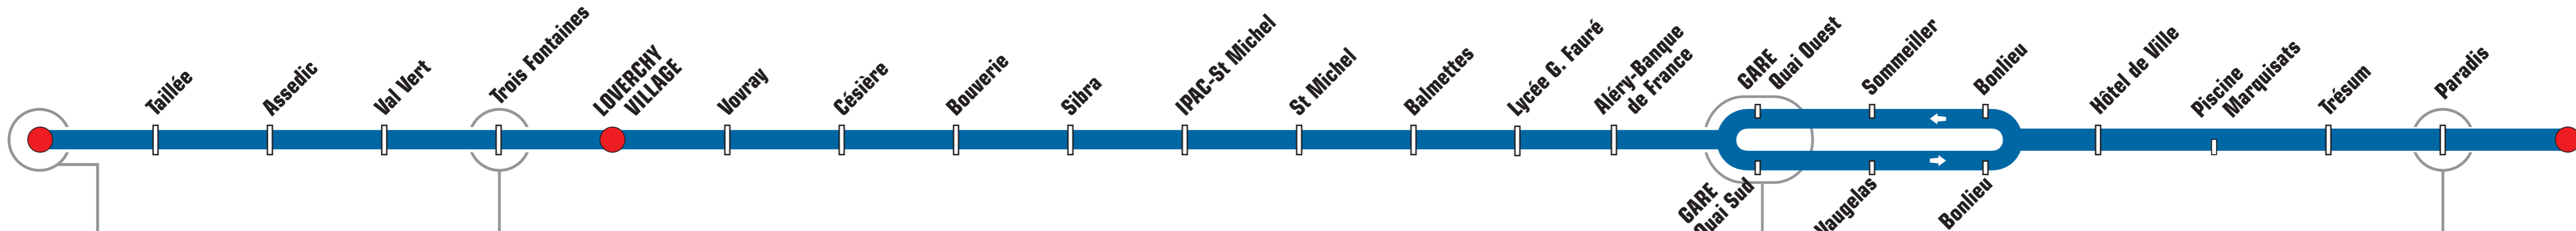 Taillée
Assedic
Val Vert
Trois Fontaines
LOVERCHY
VILLAGE
Vovray
Césière
Bouverie
Sibra
IPAC-St Michel
St Michel
Balmettes
Lycée G. Fauré
Aléry-Banque
de France
GARE
Quai Ouest
Sommeiller
Bonlieu
Hôtel de Ville
Piscine
Marquisats
Trésum
Paradis
GARE
Quai Sud
Vaugelas
Bonlieu